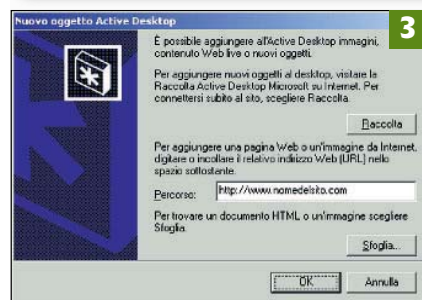 Nuovo oggetto Active Desktop
3
È possibile aggiungere all'Active Desktop immagini,
contenuto Web live o nuovi oggetti.
Per aggiungere nuovi oggetti al desktop, visitare la
Raccolta Active Desktop Microsoft su Internet. Per
connettersi subito al sito, scegliere Raccolta.
Raccolta
Per aggiungere una pagina Web o un'immagine da Internet,
digitare o incollare il relativo indirizzo Web (URL) nello
spazio sottostante.
Percorso: http://www.nomedelsito.com
Per trovare un documento HTML o un'immagine scegliere
Sfoglia.
Sfoglia...
OK Annulla